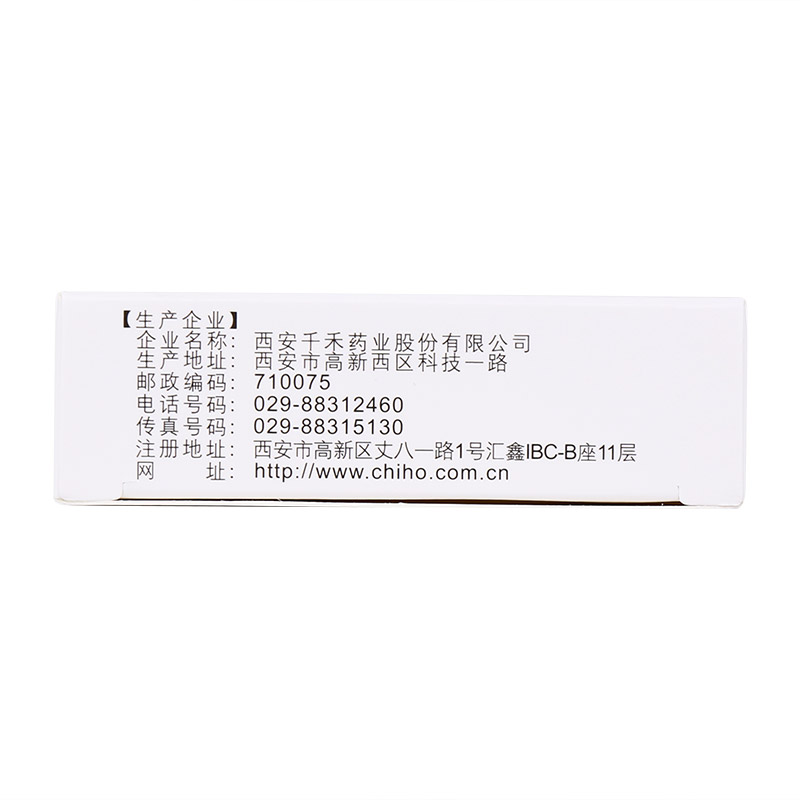 【生产企业】
企业名称：西安千禾药业股份有限公司
生产地址：西安市高新西区科技一路
邮政编码：710075
电话号码：029-88312460
传真号码：029-88315130
注册地址：西安市高新区丈八一路1号汇鑫IBC-B座11层
网　　址：http://www.chiho.com.cn